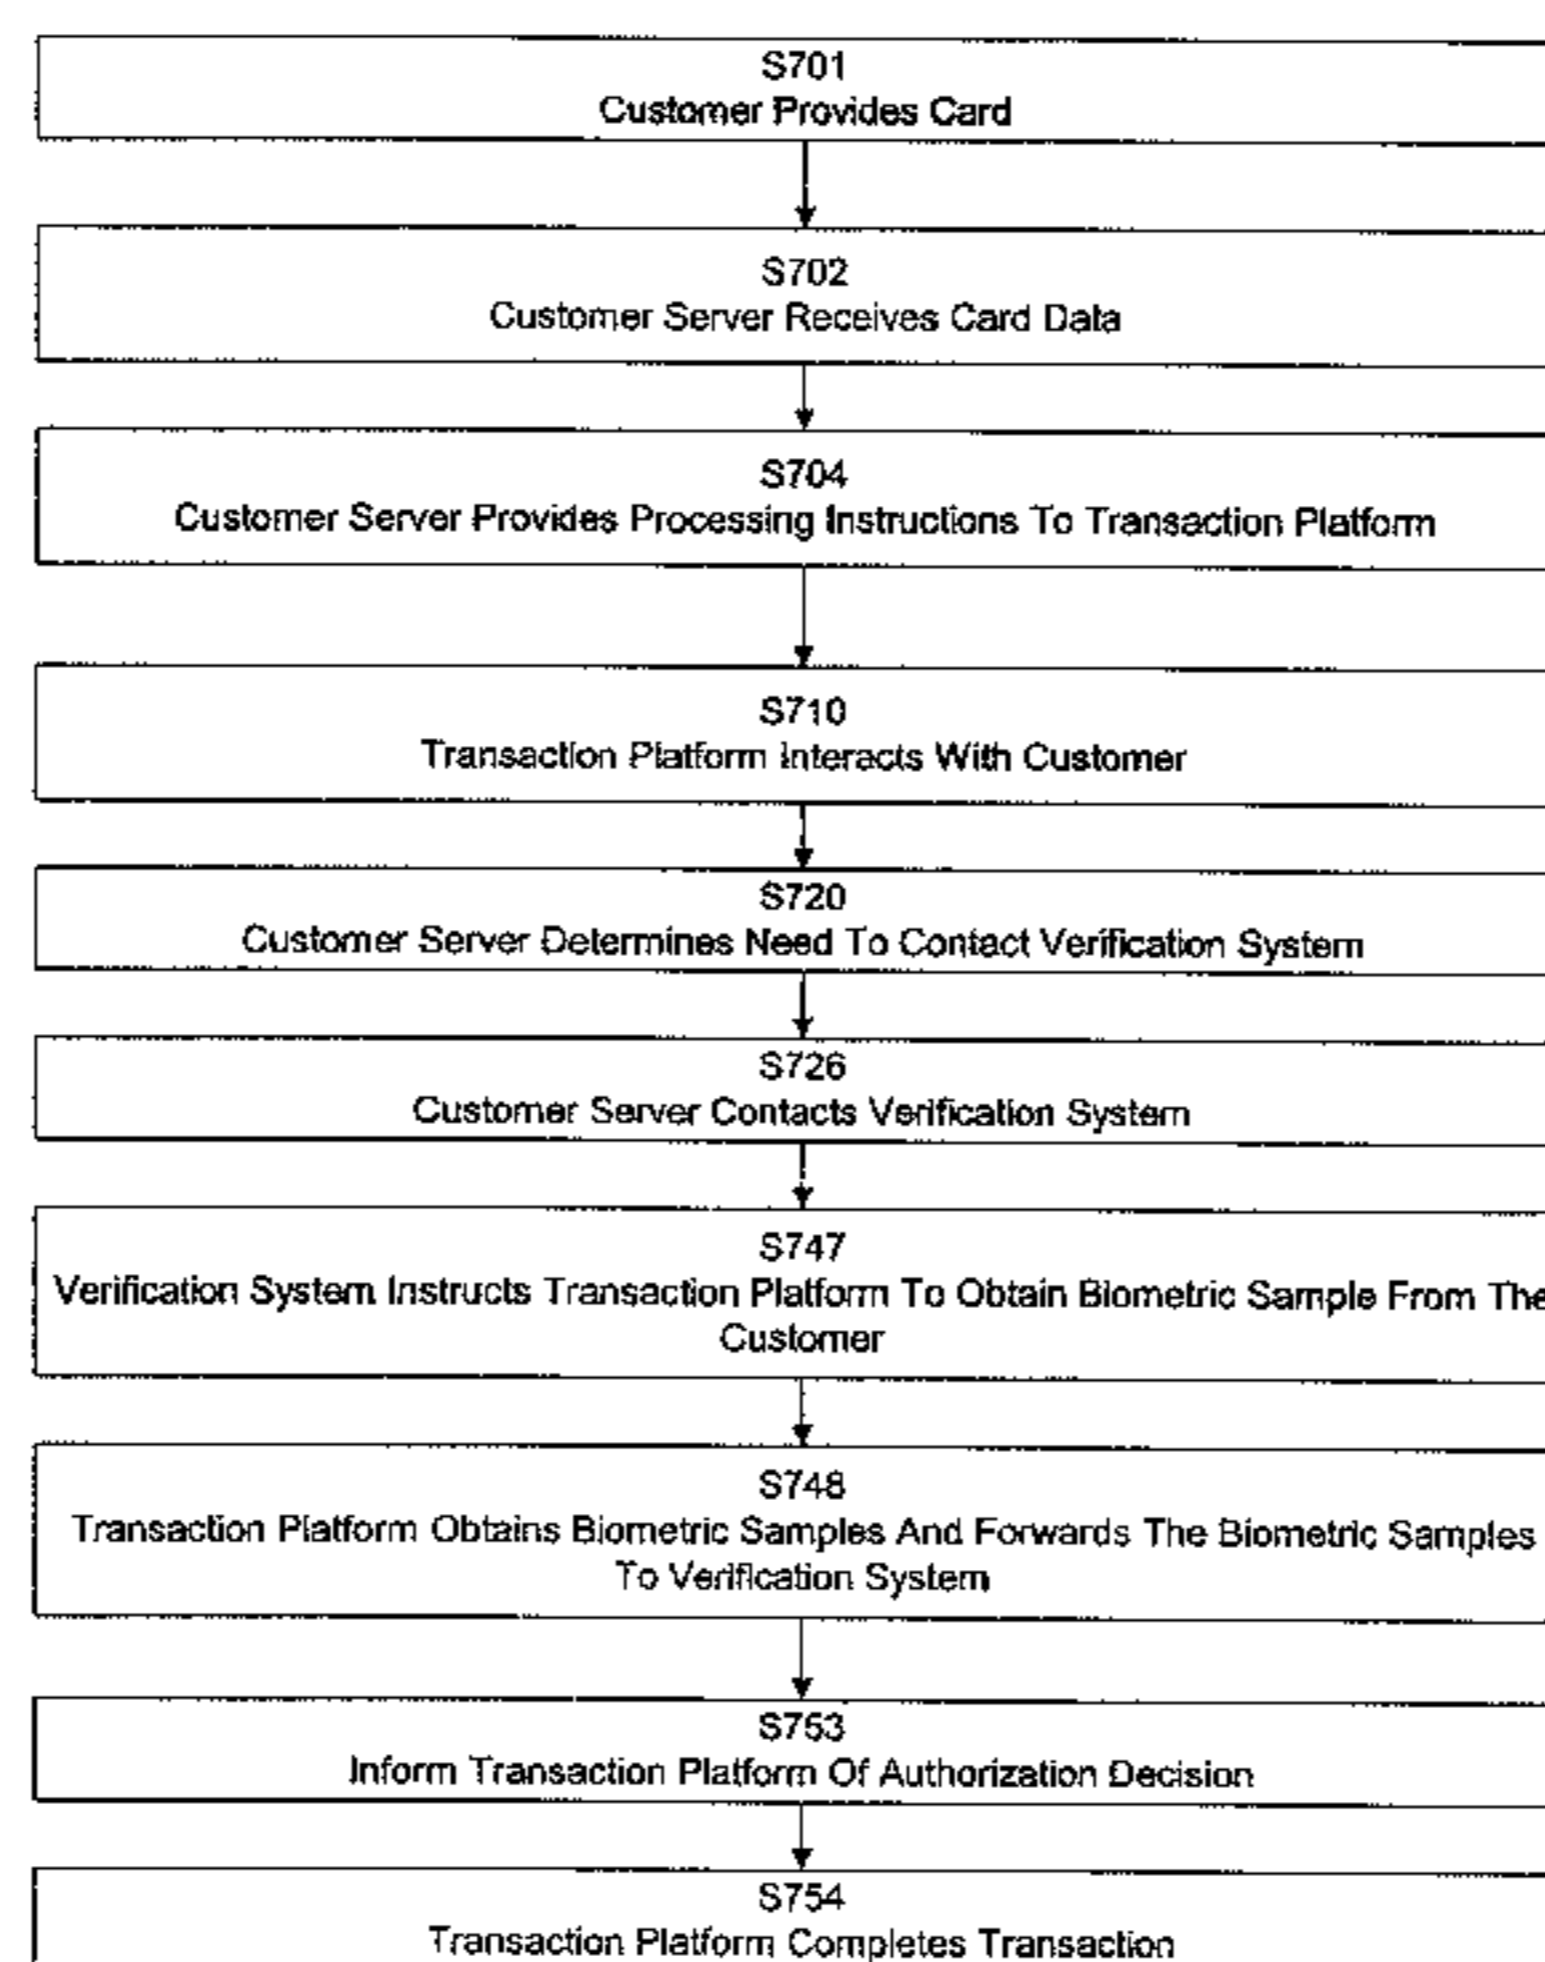 S701
Customer Provides Card
S702
Customer Server Receives Card Data
S704
Customer Server Provides Processing Instructions To Transaction Platform
S710
Transaction Platform Interacts With Customer
S720
Customer Server Determines Need To Contact Verification System
S726
Customer Server Contacts Verification System
S747
Verification System Instructs Transaction Platform To Obtain Biometric Sample From The
Customer
S748
Transaction Platform Obtains Biometric Samples And Forwards The Biometric Samples
To Verification System
S753
Inform Transaction Platform Of Authorization Decision
S754
Transaction Platform Completes Transaction